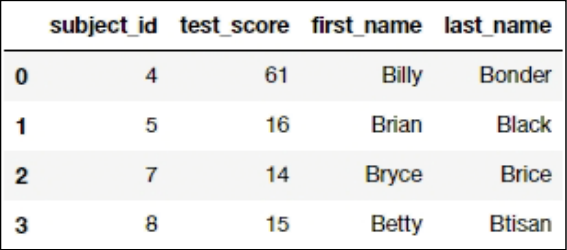 subject_id test_score first_name last_name
0 4 61 Billy Bonder
1 5 16 Brian Black
2 7 14 Bryce Brice
3 8 15 Betty Btisan